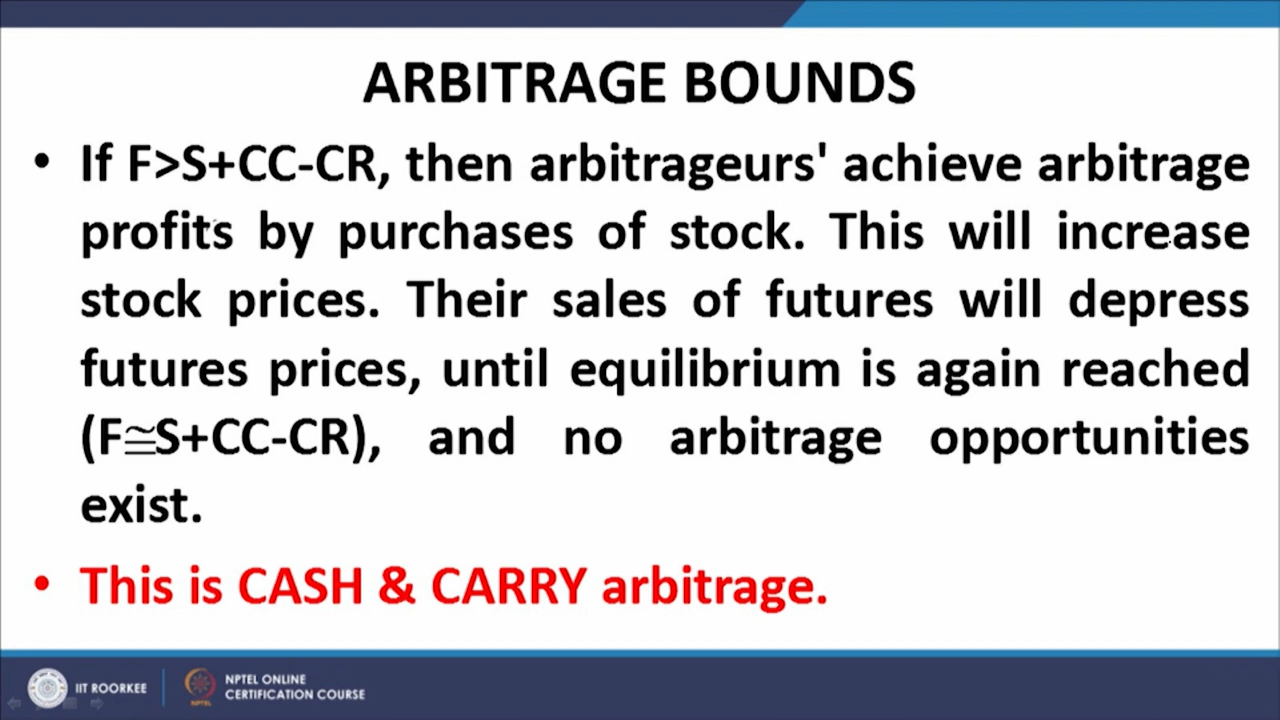 ARBITRAGE BOUNDS
• If F>S+CC-CR, then arbitrageurs' achieve arbitrage
profits by purchases of stock. This will increase
stock prices. Their sales of futures will depress
futures prices, until equilibrium is again reached
(F≅S+CC-CR), and no arbitrage opportunities
exist.
• This is CASH & CARRY arbitrage.
IIT ROORKEE
NPTEL
NPTEL ONLINE
CERTIFICATION COURSE